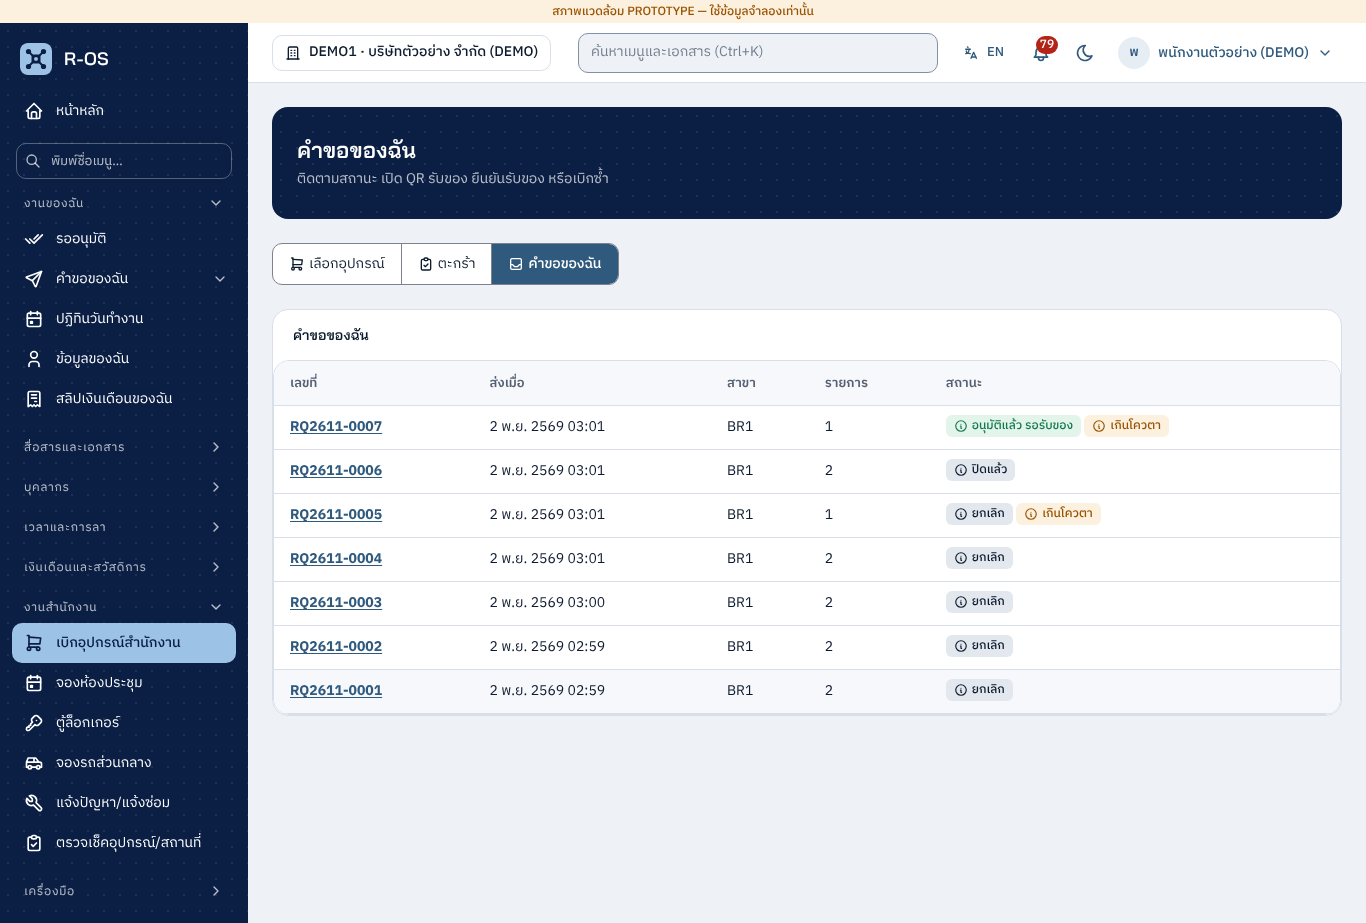 สภาพแวดล้อม PROTOTYPE — ใช้ข้อมูลจำลองเท่านั้น
R-OS
DEMO1 · บริษัทตัวอย่าง จำกัด (DEMO)
ค้นหาเมนูและเอกสาร (Ctrl+K)
EN
79
พ
พนักงานตัวอย่าง (DEMO)
หน้าหลัก
พิมพ์ชื่อเมนู...
งานของฉัน
รออนุมัติ
คำขอของฉัน
ปฏิทินวันทำงาน
ข้อมูลของฉัน
สลิปเงินเดือนของฉัน
สื่อสารและเอกสาร
บุคลากร
เวลาและการลา
เงินเดือนและสวัสดิการ
งานสำนักงาน
เบิกอุปกรณ์สำนักงาน
จองห้องประชุม
ตู้ล็อกเกอร์
จองรถส่วนกลาง
แจ้งปัญหา/แจ้งซ่อม
ตรวจเช็คอุปกรณ์/สถานที่
เครื่องมือ
คำขอของฉัน
ติดตามสถานะ เปิด QR รับของ ยืนยันรับของ หรือเบิกซ้ำ
เลือกอุปกรณ์ ตะกร้า คำขอของฉัน
คำขอของฉัน
เลขที่ ส่งเมื่อ สาขา รายการ สถานะ
RQ2611-0007 2 พ.ย. 2569 03:01 BR1 1 อนุมัติแล้ว รอรับของ เกินโควตา
RQ2611-0006 2 พ.ย. 2569 03:01 BR1 2 ปิดแล้ว
RQ2611-0005 2 พ.ย. 2569 03:01 BR1 1 ยกเลิก เกินโควตา
RQ2611-0004 2 พ.ย. 2569 03:01 BR1 2 ยกเลิก
RQ2611-0003 2 พ.ย. 2569 03:00 BR1 2 ยกเลิก
RQ2611-0002 2 พ.ย. 2569 02:59 BR1 2 ยกเลิก
RQ2611-0001 2 พ.ย. 2569 02:59 BR1 2 ยกเลิก